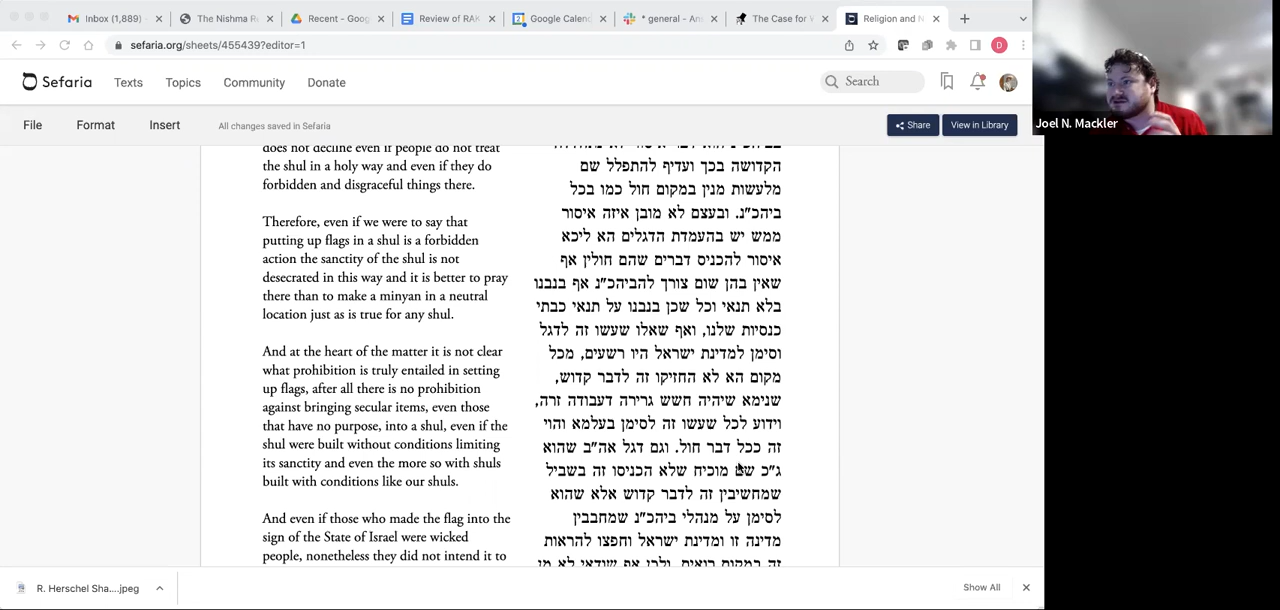 Inbox (1,889) -
The Nishma R
Recent - Goog
Review of RAK
Google Calend
* general - An
The Case for Y
Religion and N
sefaria.org/sheets/455439?editor=1
D
Sefaria
Texts
Topics
Community
Donate
Search
Joel N. Mackler
File
Format
Insert
All changes saved in Sefaria
Share
View in Library
does not decline even if people do not treat
the shul in a holy way and even if they do
forbidden and disgraceful things there.
Therefore, even if we were to say that
putting up flags in a shul is a forbidden
action the sanctity of the shul is not
desecrated in this way and it is better to pray
there than to make a minyan in a neutral
location just as is true for any shul.
And at the heart of the matter it is not clear
what prohibition is truly entailed in setting
up flags, after all there is no prohibition
against bringing secular items, even those
that have no purpose, into a shul, even if the
shul were built without conditions limiting
its sanctity and even the more so with shuls
built with conditions like our shuls.
And even if those who made the flag into the
sign of the State of Israel were wicked
people, nonetheless they did not intend it to
הקדושה בכך ועדיף להתפלל שם
מלעשות מנין במקום חול כמו בכל
ביהכ"נ. ובעצם לא מובן איזה איסור
ממש יש בהעמדת הדגלים הא ליכא
איסור להכניס דברים שהם חולין אף
שאין בהן שום צורך להביהכ"נ אף בנבנו
בלא תנאי וכל שכן בנבנו על תנאי כבתי
כנסיות שלנו, ואף שאלו שעשו זה לדגל
וסימן למדינת ישראל היו רשעים, מכל
מקום הא לא החזיקו זה לדבר קדוש,
שנימא שיהיה חשש גרירה דעבודה זרה,
וידוע לכל שעשו זה לסימן בעלמא והוי
זה ככל דבר חול. וגם דגל אה"ב שהוא
ג"כ שם מוכיח שלא הכניסו זה בשביל
שמחשיבין זה לדבר קדוש אלא שהוא
לסימן על מנהלי ביהכ"נ שמחבבין
מדינה זו ומדינת ישראל וחפצו להראות
זה במקום רואים. ולכן אף שודאי לא מן
R. Herschel Sha....jpeg
Show All